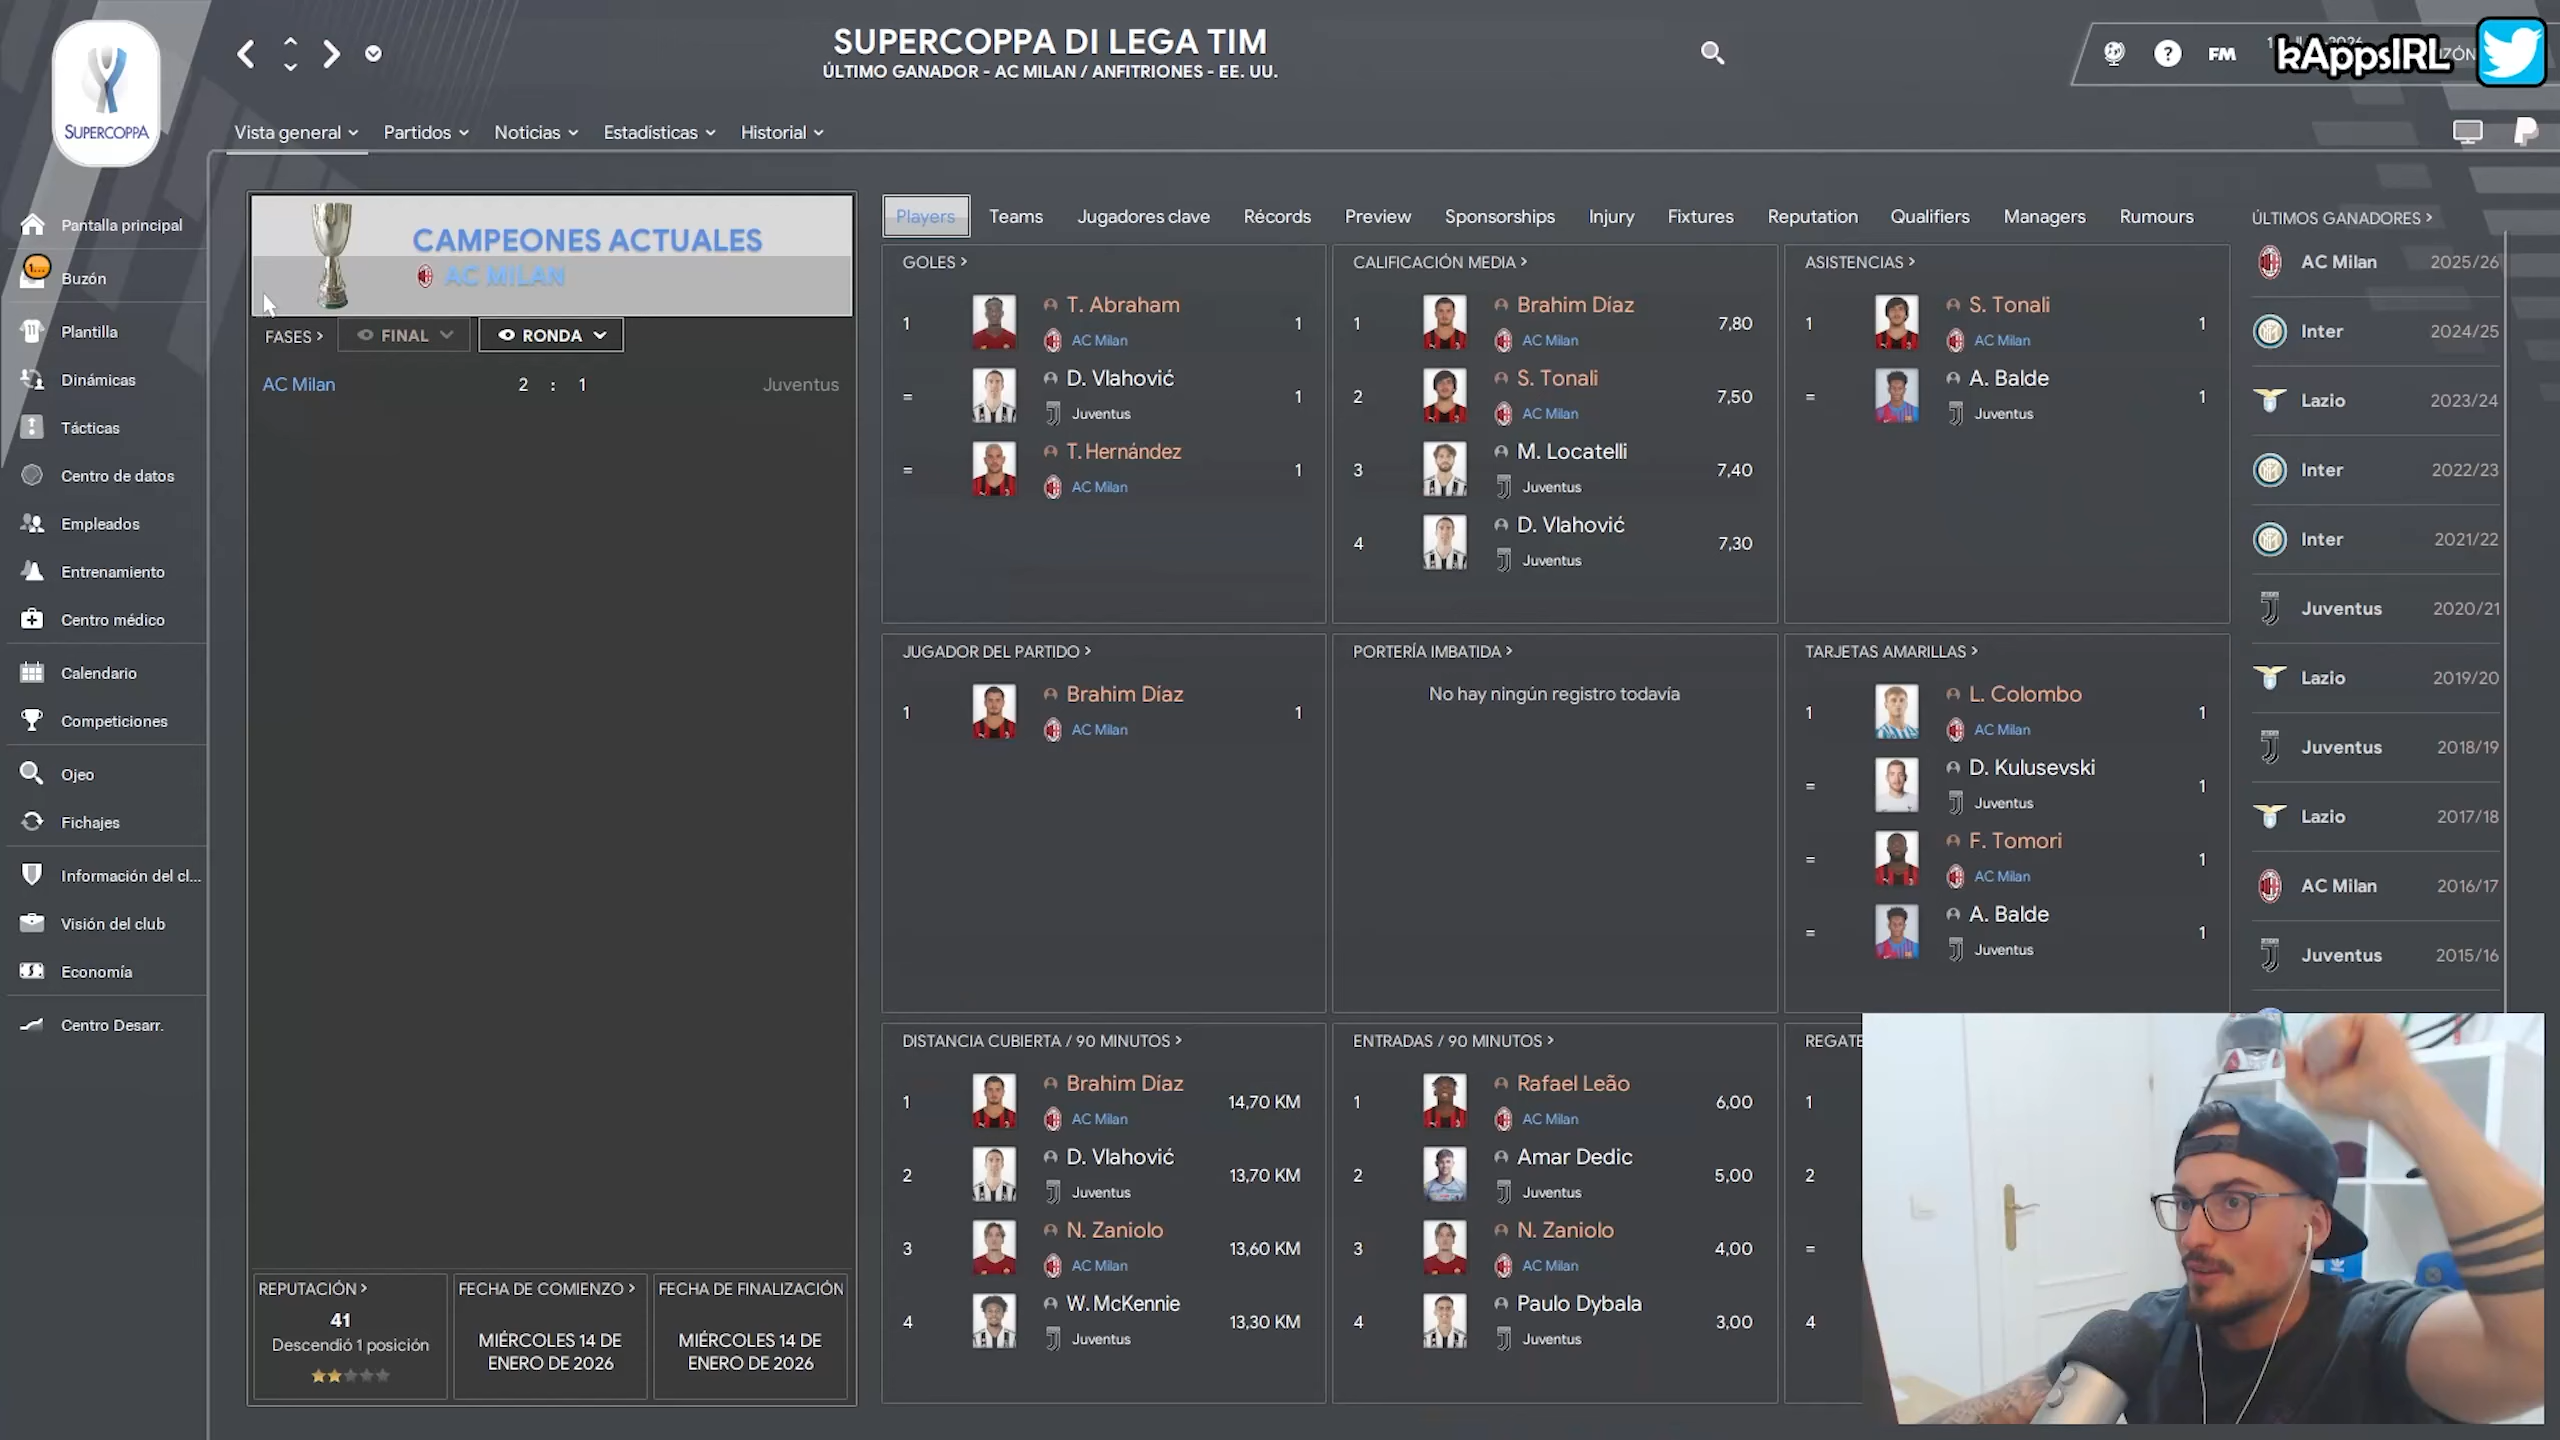 SUPERCOPPA DI LEGA TIM
ÚLTIMO GANADOR - AC MILAN / ANFITRIONES - EE. UU.
FM
kAppsIRL
SUPERCOPPA
Vista general
Partidos
Noticias
Estadísticas
Historial
Pantalla principal
Buzón
Plantilla
Dinámicas
Tácticas
Centro de datos
Empleados
Entrenamiento
Centro médico
Calendario
Competiciones
Ojeo
Fichajes
Información del cl...
Visión del club
Economía
Centro Desarr.
CAMPEONES ACTUALES
AC MILAN
FASES >
FINAL
RONDA
AC Milan 2 : 1 Juventus
REPUTACIÓN >
41
Descendió 1 posición
FECHA DE COMIENZO >
MIÉRCOLES 14 DE
ENERO DE 2026
FECHA DE FINALIZACIÓN
MIÉRCOLES 14 DE
ENERO DE 2026
Players
Teams
Jugadores clave
Récords
Preview
Sponsorships
Injury
Fixtures
Reputation
Qualifiers
Managers
Rumours
GOLES >
1 T. Abraham 1
AC Milan
= D. Vlahović 1
Juventus
= T. Hernández 1
AC Milan
CALIFICACIÓN MEDIA >
1 Brahim Díaz 7,80
AC Milan
2 S. Tonali 7,50
AC Milan
3 M. Locatelli 7,40
Juventus
4 D. Vlahović 7,30
Juventus
ASISTENCIAS >
1 S. Tonali 1
AC Milan
= A. Balde 1
Juventus
JUGADOR DEL PARTIDO >
1 Brahim Díaz 1
AC Milan
PORTERÍA IMBATIDA >
No hay ningún registro todavía
TARJETAS AMARILLAS >
1 L. Colombo 1
AC Milan
= D. Kulusevski 1
Juventus
= F. Tomori 1
AC Milan
= A. Balde 1
Juventus
DISTANCIA CUBIERTA / 90 MINUTOS >
1 Brahim Díaz 14,70 KM
AC Milan
2 D. Vlahović 13,70 KM
Juventus
3 N. Zaniolo 13,60 KM
AC Milan
4 W. McKennie 13,30 KM
Juventus
ENTRADAS / 90 MINUTOS >
1 Rafael Leão 6,00
AC Milan
2 Amar Dedic 5,00
Juventus
3 N. Zaniolo 4,00
AC Milan
4 Paulo Dybala 3,00
Juventus
REGATE
1
2
=
4
ÚLTIMOS GANADORES >
AC Milan 2025/26
Inter 2024/25
Lazio 2023/24
Inter 2022/23
Inter 2021/22
Juventus 2020/21
Lazio 2019/20
Juventus 2018/19
Lazio 2017/18
AC Milan 2016/17
Juventus 2015/16